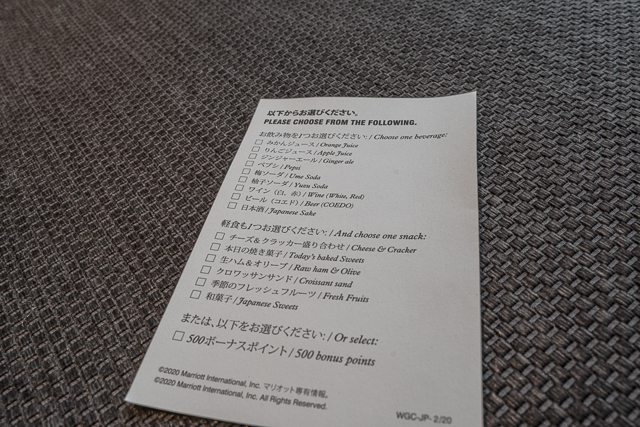 以下からお選びください。
PLEASE CHOOSE FROM THE FOLLOWING.
お飲み物を1つお選びください: / Choose one beverage:
□ みかんジュース / Orange Juice
□ りんごジュース / Apple Juice
□ ジンジャーエール / Ginger ale
□ ペプシ / Pepsi
□ 梅ソーダ / Ume Soda
□ 柚子ソーダ / Yuzu Soda
□ ワイン (白、赤) / Wine (White, Red)
□ ビール (コエド) / Beer (COEDO)
□ 日本酒 / Japanese Sake
軽食も1つお選びください: / And choose one snack:
□ チーズ&クラッカー盛り合わせ / Cheese & Cracker
□ 本日の焼き菓子 / Today's baked Sweets
□ 生ハム&オリーブ / Raw ham & Olive
□ クロワッサンサンド / Croissant sand
□ 季節のフレッシュフルーツ / Fresh Fruits
□ 和菓子 / Japanese Sweets
または、以下をお選びください: / Or select:
□ 500ボーナスポイント / 500 bonus points
©2020 Marriott International, Inc. マリオット専有情報。
©2020 Marriott International, Inc. All Rights Reserved.
WGC-JP- 2/20